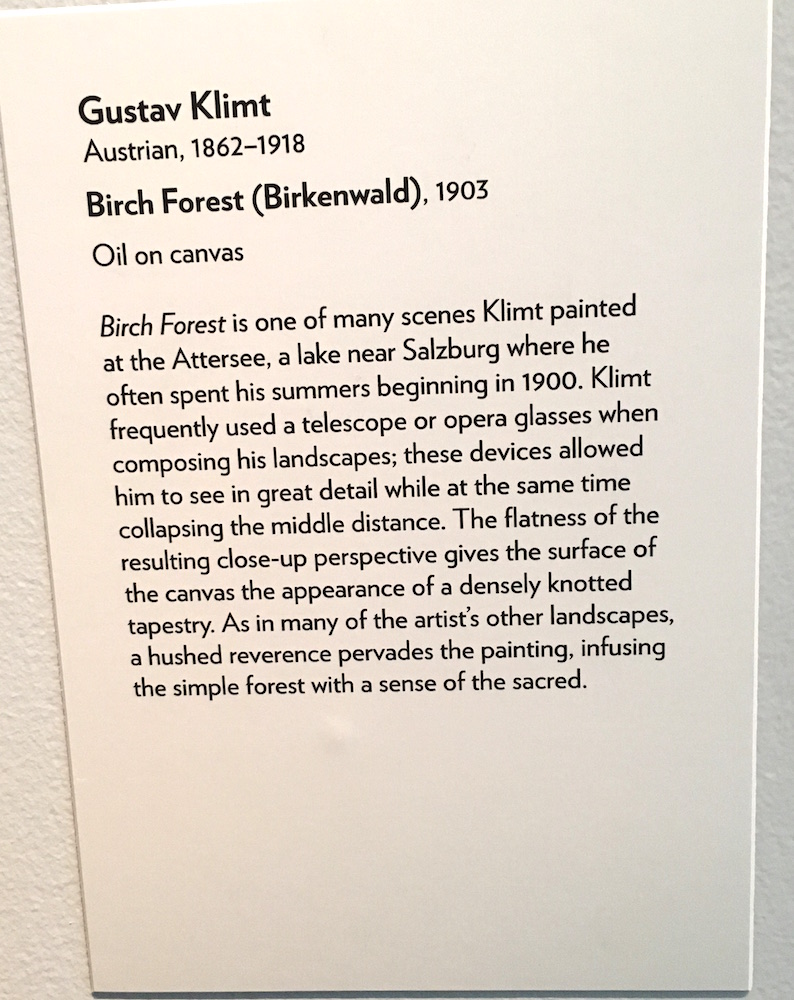 Gustav Klimt
Austrian, 1862–1918
Birch Forest (Birkenwald), 1903
Oil on canvas
Birch Forest is one of many scenes Klimt painted
at the Attersee, a lake near Salzburg where he
often spent his summers beginning in 1900. Klimt
frequently used a telescope or opera glasses when
composing his landscapes; these devices allowed
him to see in great detail while at the same time
collapsing the middle distance. The flatness of the
resulting close-up perspective gives the surface of
the canvas the appearance of a densely knotted
tapestry. As in many of the artist’s other landscapes,
a hushed reverence pervades the painting, infusing
the simple forest with a sense of the sacred.